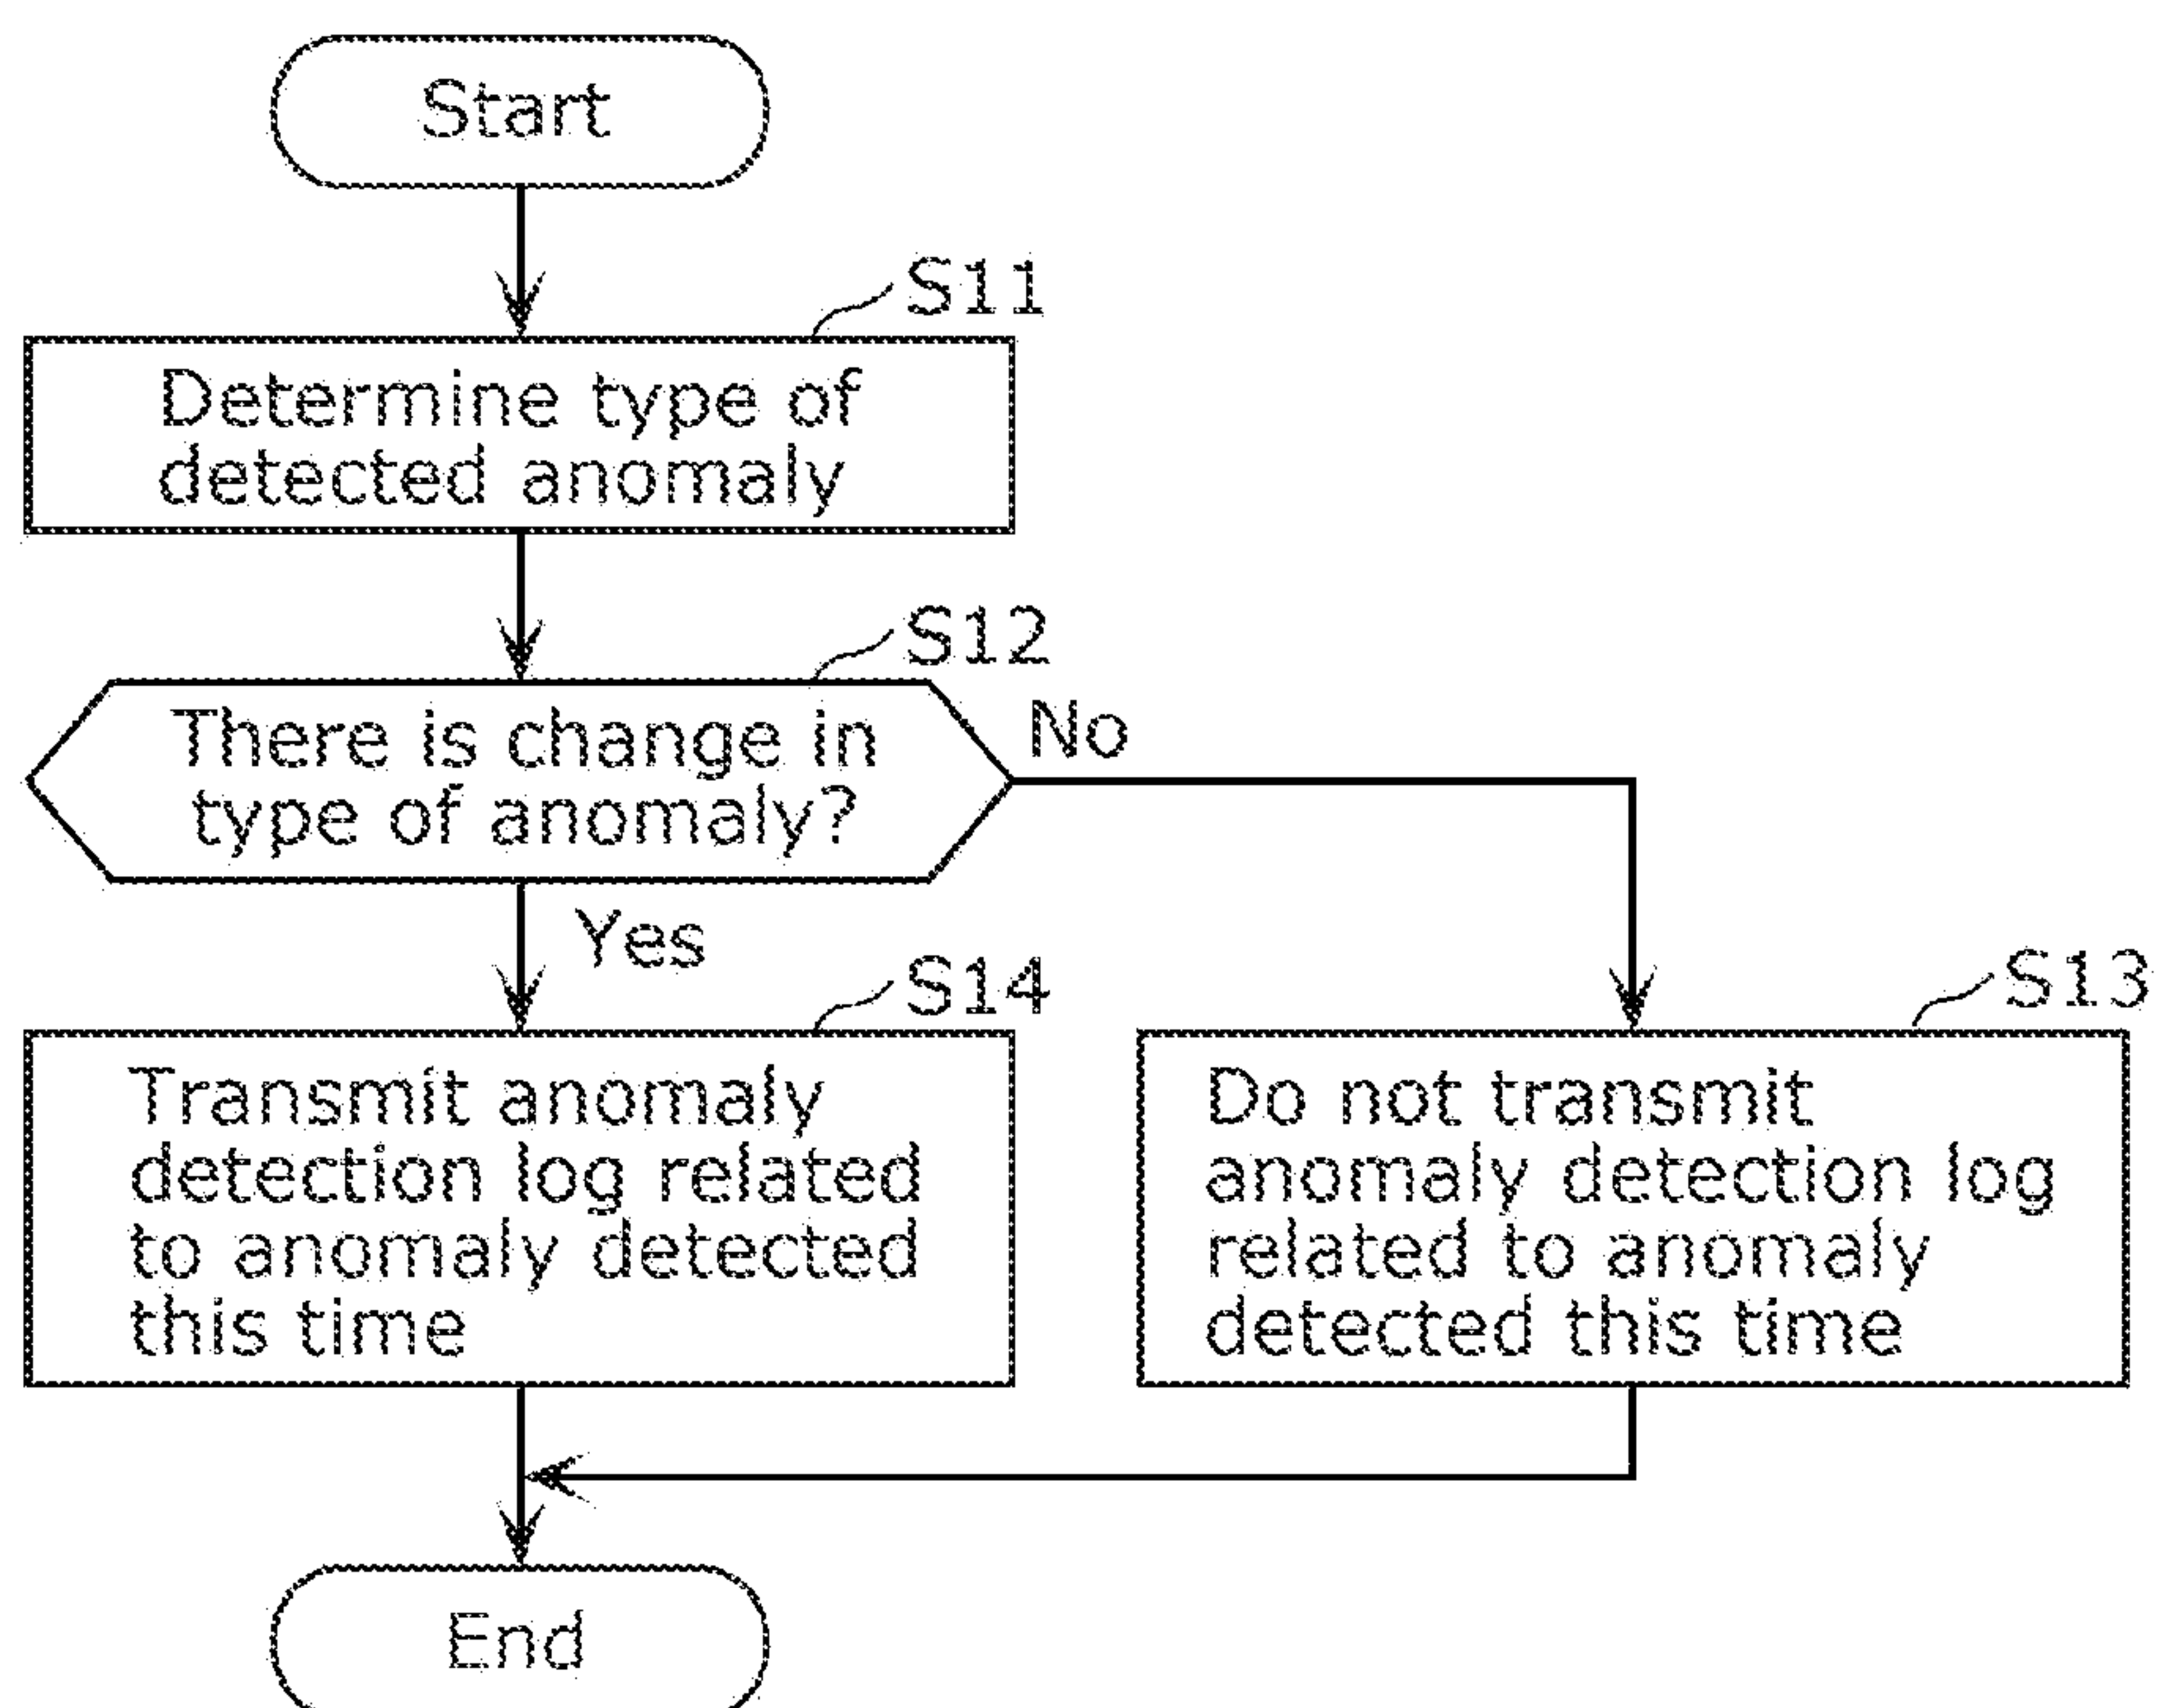 Start
S11
Determine type of
detected anomaly
S12
There is change in
type of anomaly?
No
Yes
S14
Transmit anomaly
detection log related
to anomaly detected
this time
S13
Do not transmit
anomaly detection log
related to anomaly
detected this time
End